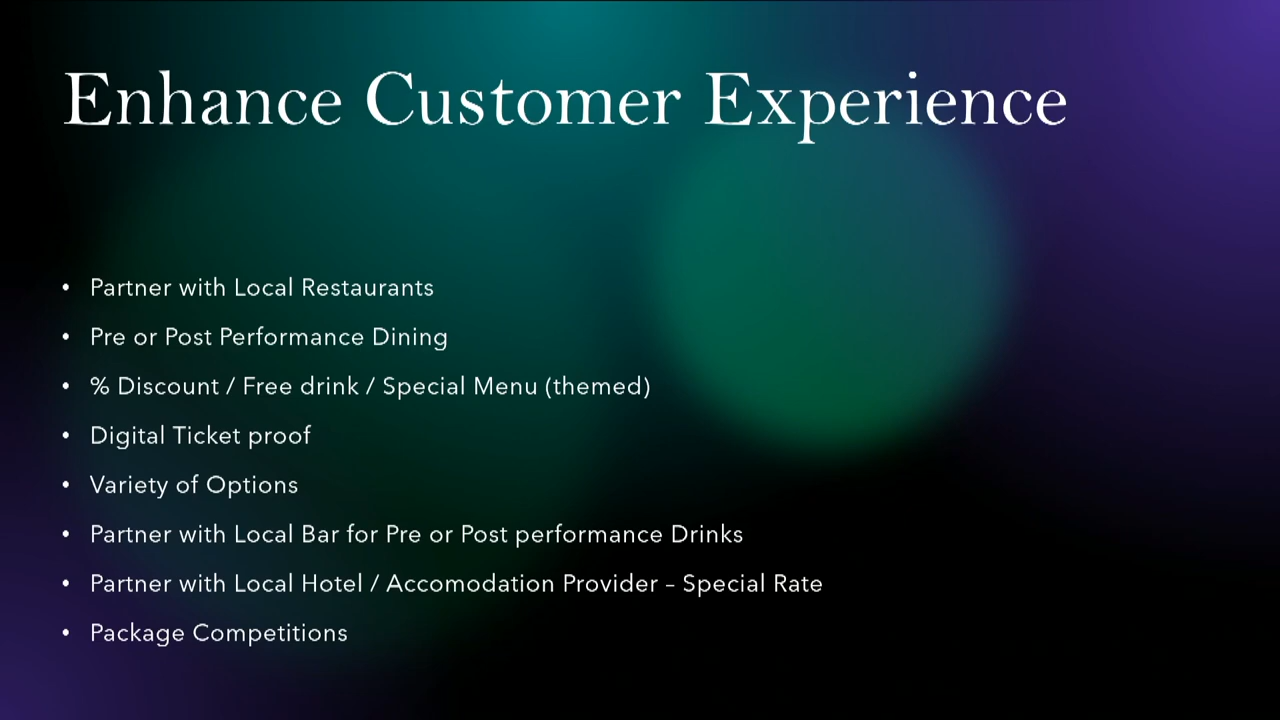 Enhance Customer Experience
• Partner with Local Restaurants
• Pre or Post Performance Dining
• % Discount / Free drink / Special Menu (themed)
• Digital Ticket proof
• Variety of Options
• Partner with Local Bar for Pre or Post performance Drinks
• Partner with Local Hotel / Accomodation Provider – Special Rate
• Package Competitions